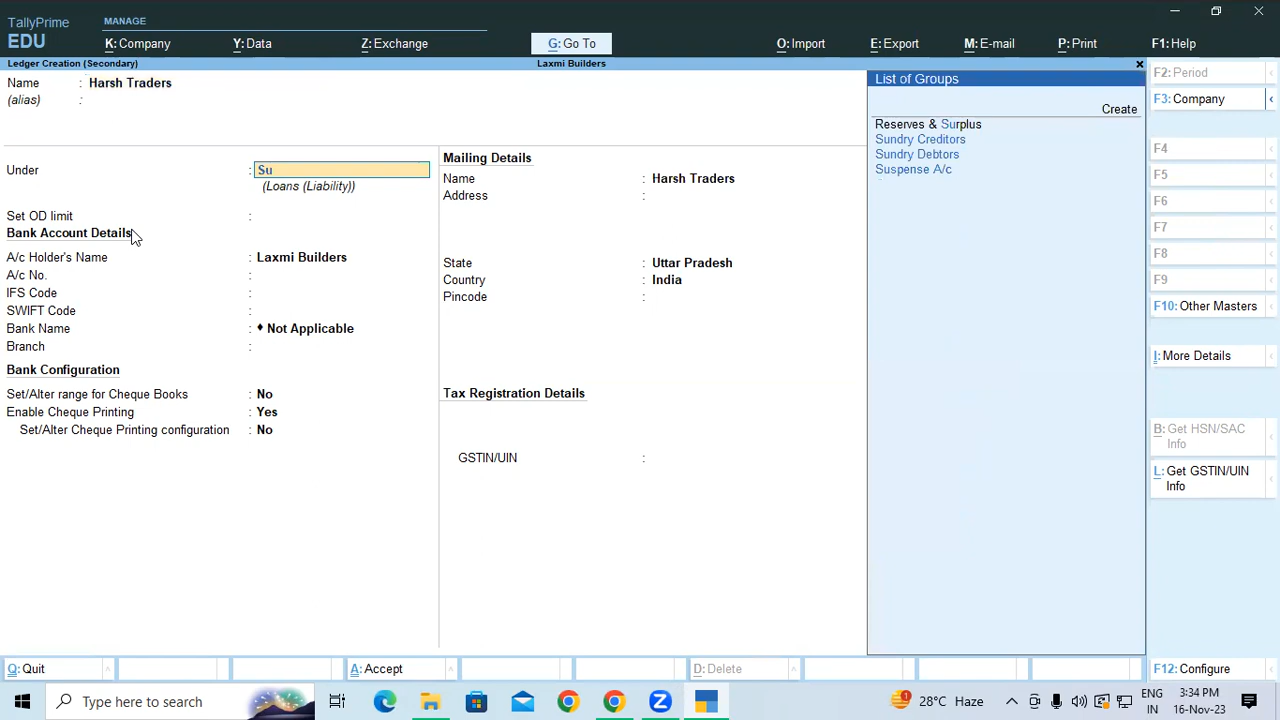 TallyPrime
EDU
MANAGE
K: Company
Y: Data
Z: Exchange
G: Go To
O: Import
E: Export
M: E-mail
P: Print
F1: Help
Ledger Creation (Secondary)
Laxmi Builders
×
Name : Harsh Traders
(alias) :
Under : Su
(Loans (Liability))
Set OD limit :
Bank Account Details
A/c Holder's Name : Laxmi Builders
A/c No. :
IFS Code :
SWIFT Code :
Bank Name : ♦ Not Applicable
Branch :
Bank Configuration
Set/Alter range for Cheque Books : No
Enable Cheque Printing : Yes
Set/Alter Cheque Printing configuration : No
Mailing Details
Name : Harsh Traders
Address :
State : Uttar Pradesh
Country : India
Pincode :
Tax Registration Details
GSTIN/UIN :
List of Groups
Create
Reserves & Surplus
Sundry Creditors
Sundry Debtors
Suspense A/c
F2: Period
F3: Company
F4
F5
F6
F7
F8
F9
F10: Other Masters
I: More Details
B: Get HSN/SAC
Info
L: Get GSTIN/UIN
Info
Q: Quit
A: Accept
D: Delete
F12: Configure
Type here to search
1
28°C Haze
ENG
IN
3:34 PM
16-Nov-23